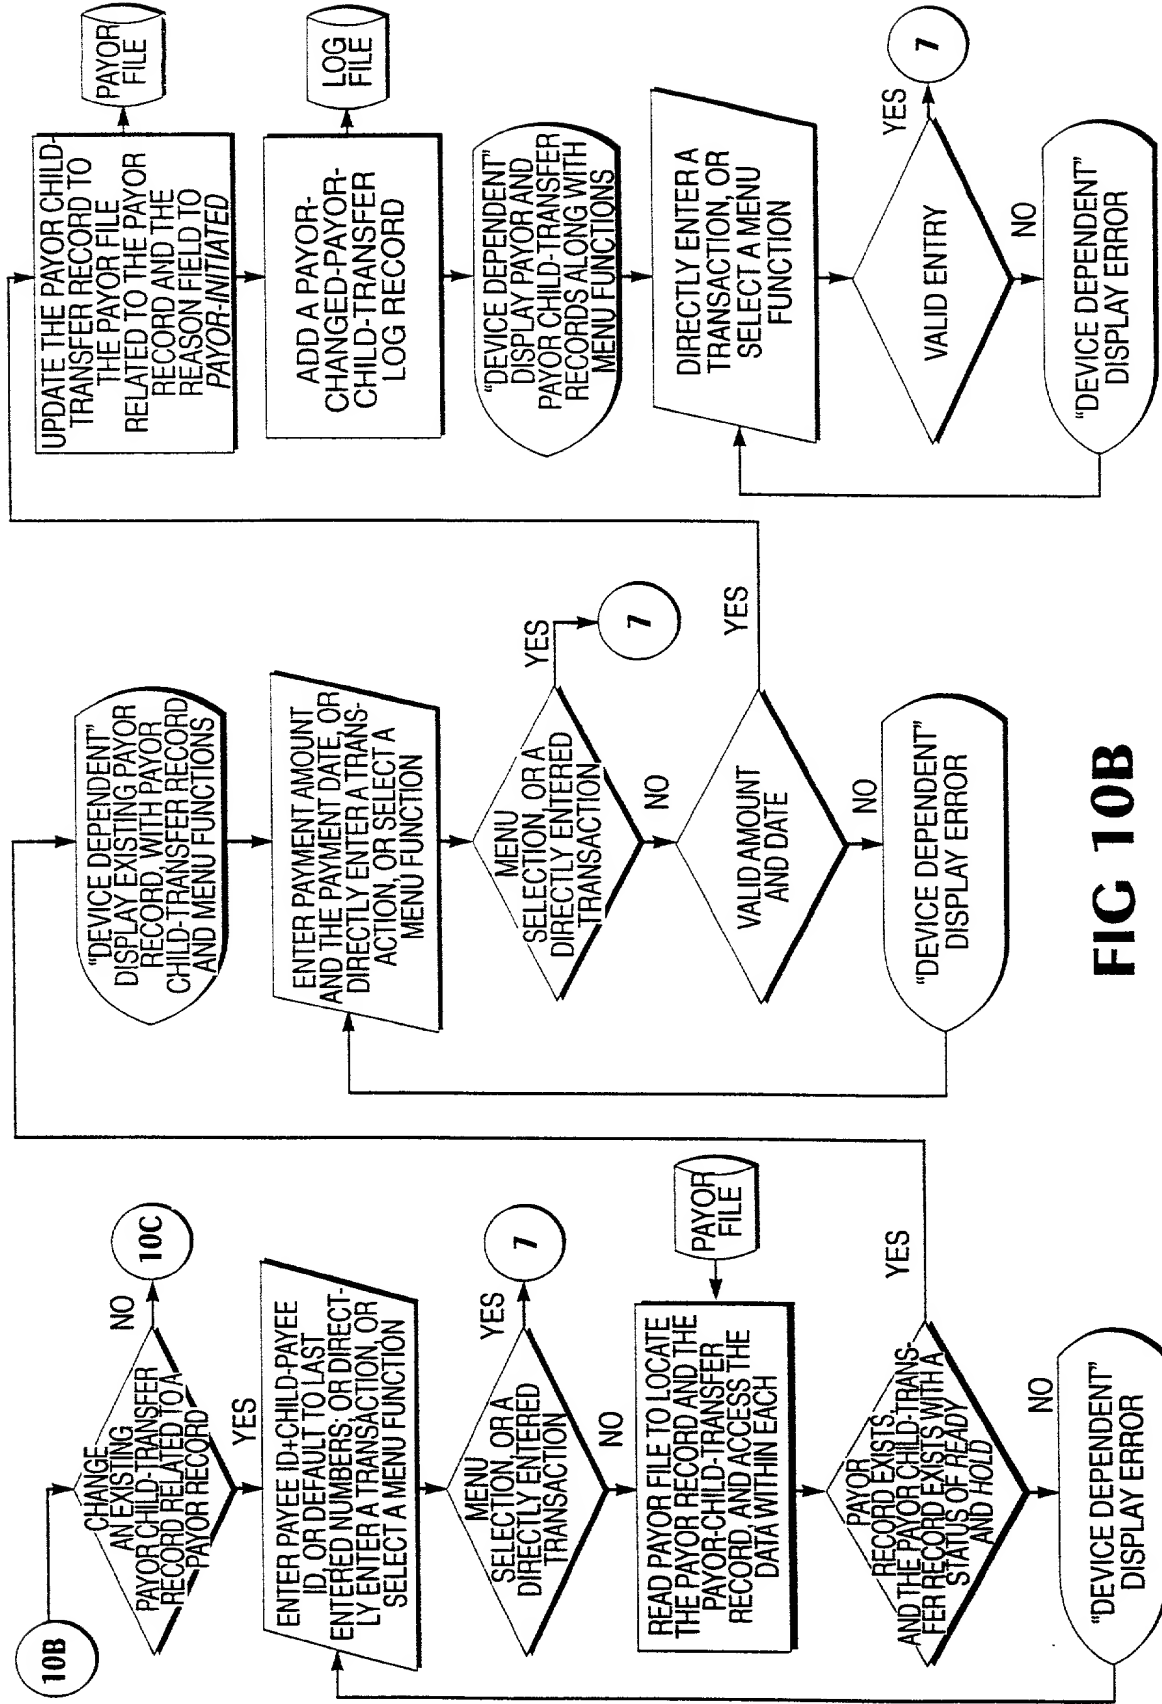 10B
CHANGE
AN EXISTING
PAYOR CHILD-TRANSFER
RECORD RELATED TO A
PAYOR RECORD
NO
10C
YES
ENTER PAYEE ID+CHILD-PAYEE
ID, OR DEFAULT TO LAST
ENTERED NUMBERS; OR DIRECT-
LY ENTER A TRANSACTION, OR
SELECT A MENU FUNCTION
MENU
SELECTION, OR A
DIRECTLY ENTERED
TRANSACTION
YES
7
NO
READ PAYOR FILE TO LOCATE
THE PAYOR RECORD AND THE
PAYOR-CHILD-TRANSFER
RECORD, AND ACCESS THE
DATA WITHIN EACH
PAYOR
FILE
PAYOR
RECORD EXISTS,
AND THE PAYOR CHILD-TRANS-
FER RECORD EXISTS WITH A
STATUS OF READY
AND HOLD
YES
NO
"DEVICE DEPENDENT"
DISPLAY ERROR
"DEVICE DEPENDENT"
DISPLAY EXISTING PAYOR
RECORD, WITH PAYOR
CHILD-TRANSFER RECORD
AND MENU FUNCTIONS
ENTER PAYMENT AMOUNT
AND THE PAYMENT DATE, OR
DIRECTLY ENTER A TRANS-
ACTION, OR SELECT A
MENU FUNCTION
MENU
SELECTION, OR A
DIRECTLY ENTERED
TRANSACTION
YES
7
NO
VALID AMOUNT
AND DATE
YES
NO
"DEVICE DEPENDENT"
DISPLAY ERROR
UPDATE THE PAYOR CHILD-
TRANSFER RECORD TO
THE PAYOR FILE
RELATED TO THE PAYOR
RECORD AND THE
REASON FIELD TO
PAYOR-INITIATED
PAYOR
FILE
ADD A PAYOR-
CHANGED-PAYOR-
CHILD-TRANSFER
LOG RECORD
LOG
FILE
"DEVICE DEPENDENT"
DISPLAY PAYOR AND
PAYOR CHILD-TRANSFER
RECORDS ALONG WITH
MENU FUNCTIONS
DIRECTLY ENTER A
TRANSACTION, OR
SELECT A MENU
FUNCTION
VALID ENTRY
YES
7
NO
"DEVICE DEPENDENT"
DISPLAY ERROR
FIG 10B